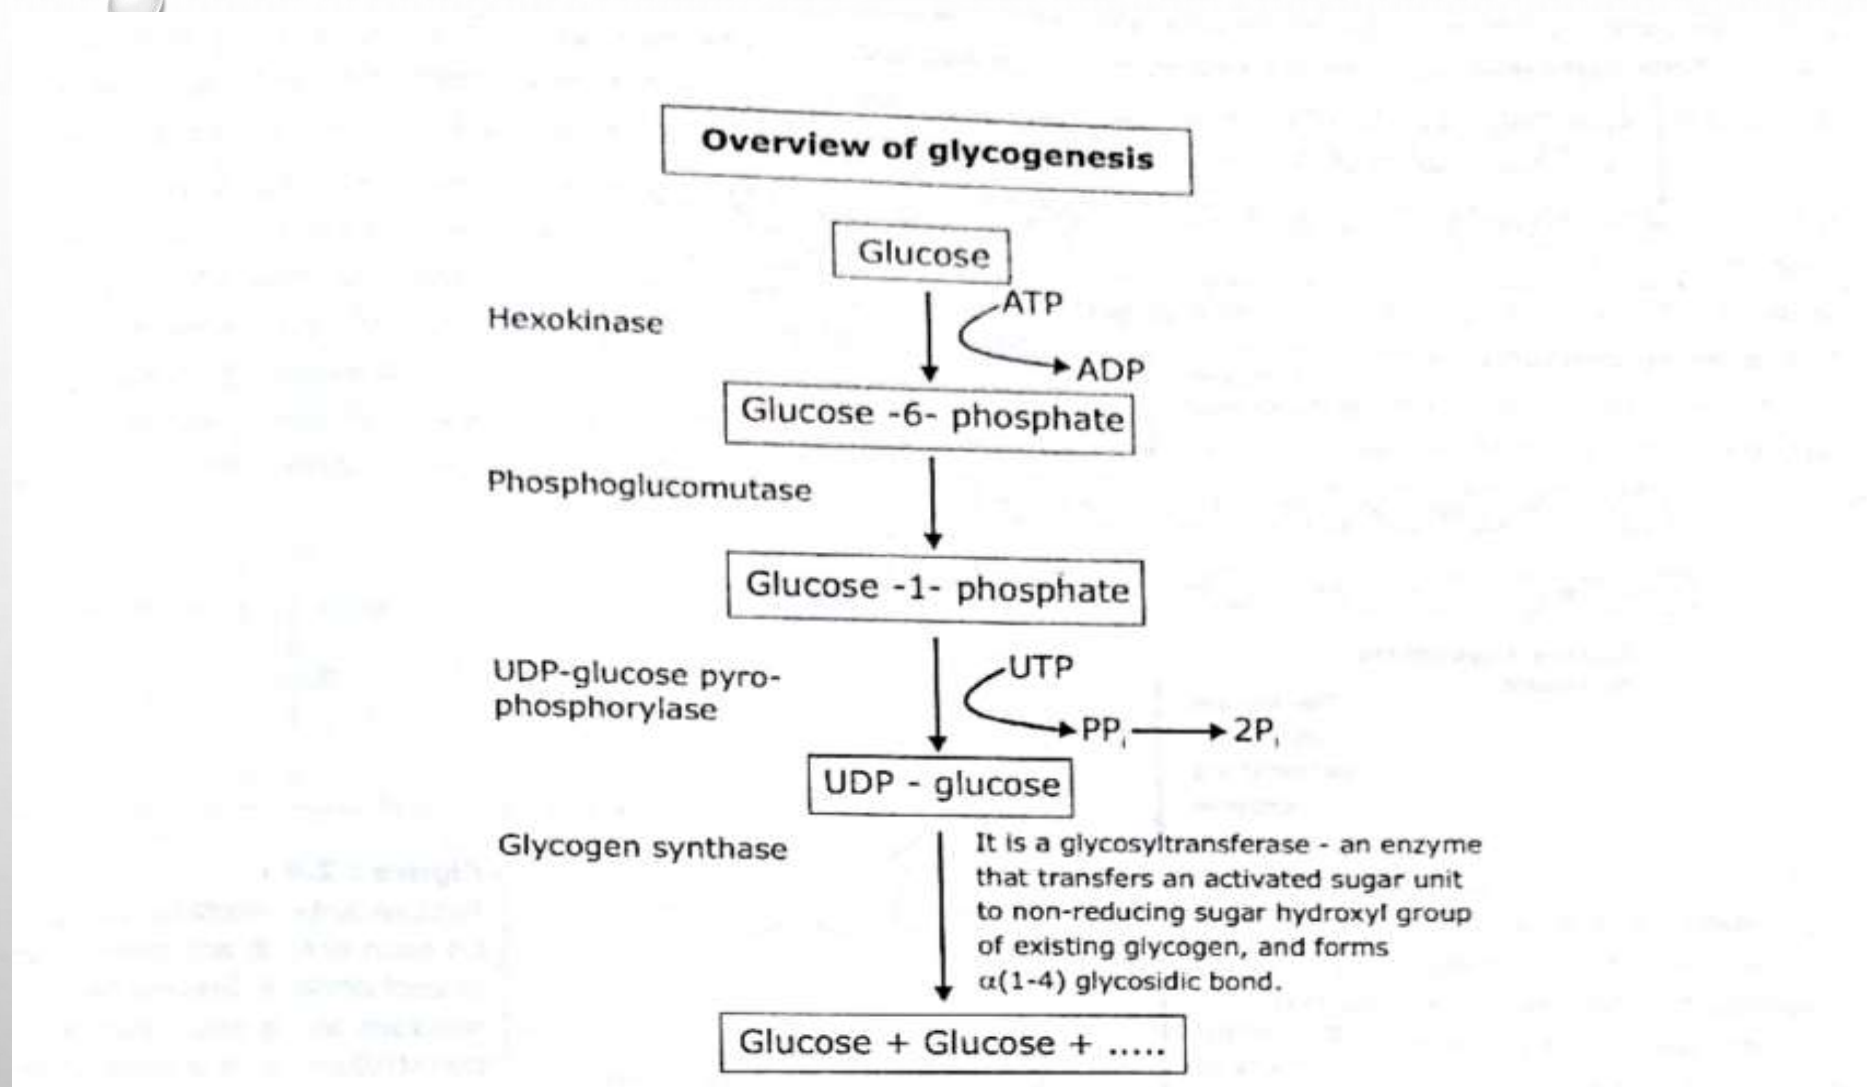 Overview of glycogenesis
Glucose
ATP
Hexokinase
ADP
Glucose -6- phosphate
Phosphoglucomutase
Glucose -1- phosphate
UDP-glucose pyro-
phosphorylase
UTP
PPi
2Pi
UDP - glucose
Glycogen synthase
It is a glycosyltransferase - an enzyme
that transfers an activated sugar unit
to non-reducing sugar hydroxyl group
of existing glycogen, and forms
α(1-4) glycosidic bond.
Glucose + Glucose + .....